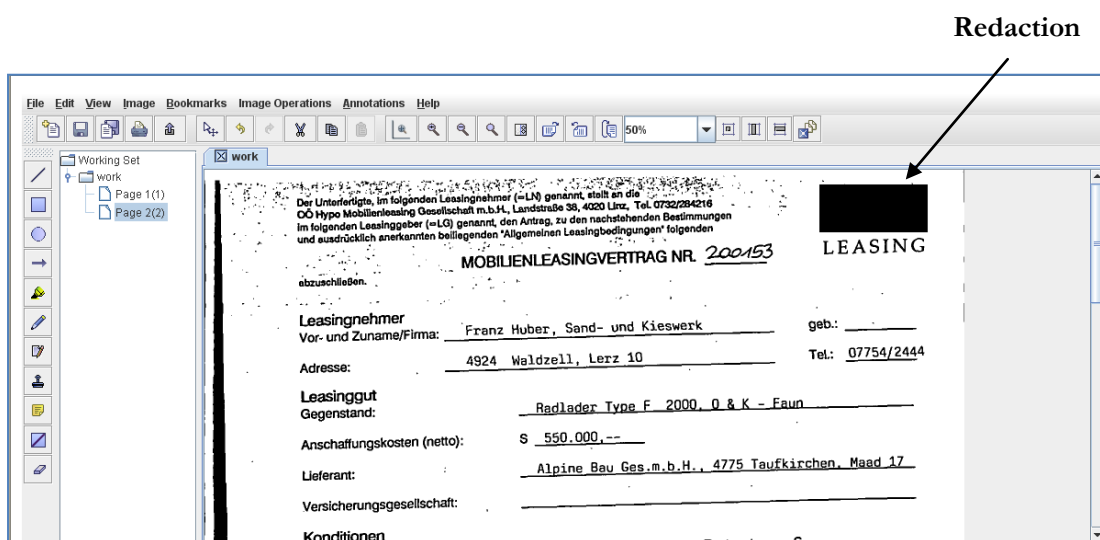 Redaction
File Edit View Image Bookmarks Image Operations Annotations Help
50%
Working Set
work
Page 1(1)
Page 2(2)
work
Der Unterfertigte, im folgenden Leasingnehmer (=LN) genannt, stellt an die
OÖ Hypo Mobilienleasing Gesellschaft m.b.H., Landstraße 38, 4020 Linz, Tel. 0732/284216
im folgenden Leasinggeber (=LG) genannt, den Antrag, zu den nachstehenden Bestimmungen
und ausdrücklich anerkannten beiliegenden "Allgemeinen Leasingbedingungen" folgenden
LEASING
MOBILIENLEASINGVERTRAG NR. 200153
abzuschließen.
Leasingnehmer
Vor- und Zuname/Firma: Franz Huber, Sand- und Kieswerk geb.:
Adresse: 4924 Waldzell, Lerz 10 Tel.: 07754/2444
Leasinggut
Gegenstand: Radlader Type F 2000, O & K - Faun
Anschaffungskosten (netto): S 550.000,--
Lieferant: Alpine Bau Ges.m.b.H., 4775 Taufkirchen, Maad 17
Versicherungsgesellschaft:
Konditionen